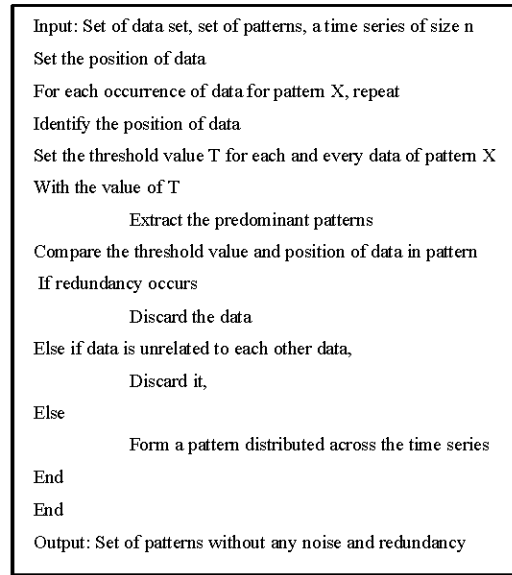 Input: Set of data set, set of patterns, a time series of size n
Set the position of data
For each occurrence of data for pattern X, repeat
Identify the position of data
Set the threshold value T for each and every data of pattern X
With the value of T
Extract the predominant patterns
Compare the threshold value and position of data in pattern
If redundancy occurs
Discard the data
Else if data is unrelated to each other data,
Discard it,
Else
Form a pattern distributed across the time series
End
End
Output: Set of patterns without any noise and redundancy